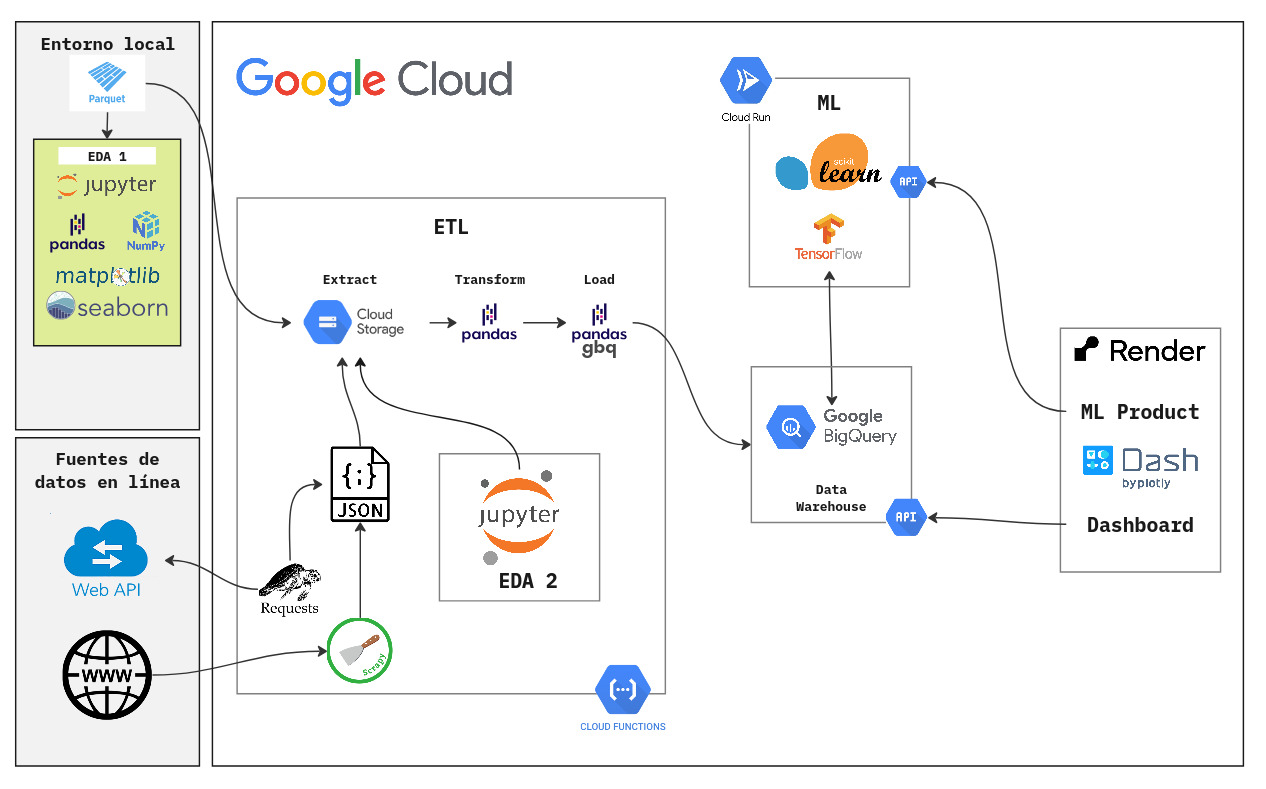 Entorno local
Parquet
EDA 1
jupyter
pandas
NumPy
matplotlib
seaborn
Fuentes de
datos en línea
Web API
WWW
Google Cloud
ETL
Extract
Transform
Load
Cloud
Storage
pandas
pandas
gbq
{;}
JSON
jupyter
EDA 2
Requests
Scrapy
CLOUD FUNCTIONS
Cloud Run
ML
scikit
learn
API
TensorFlow
Google
BigQuery
Data
Warehouse
API
Render
ML Product
Dash
by plotly
Dashboard